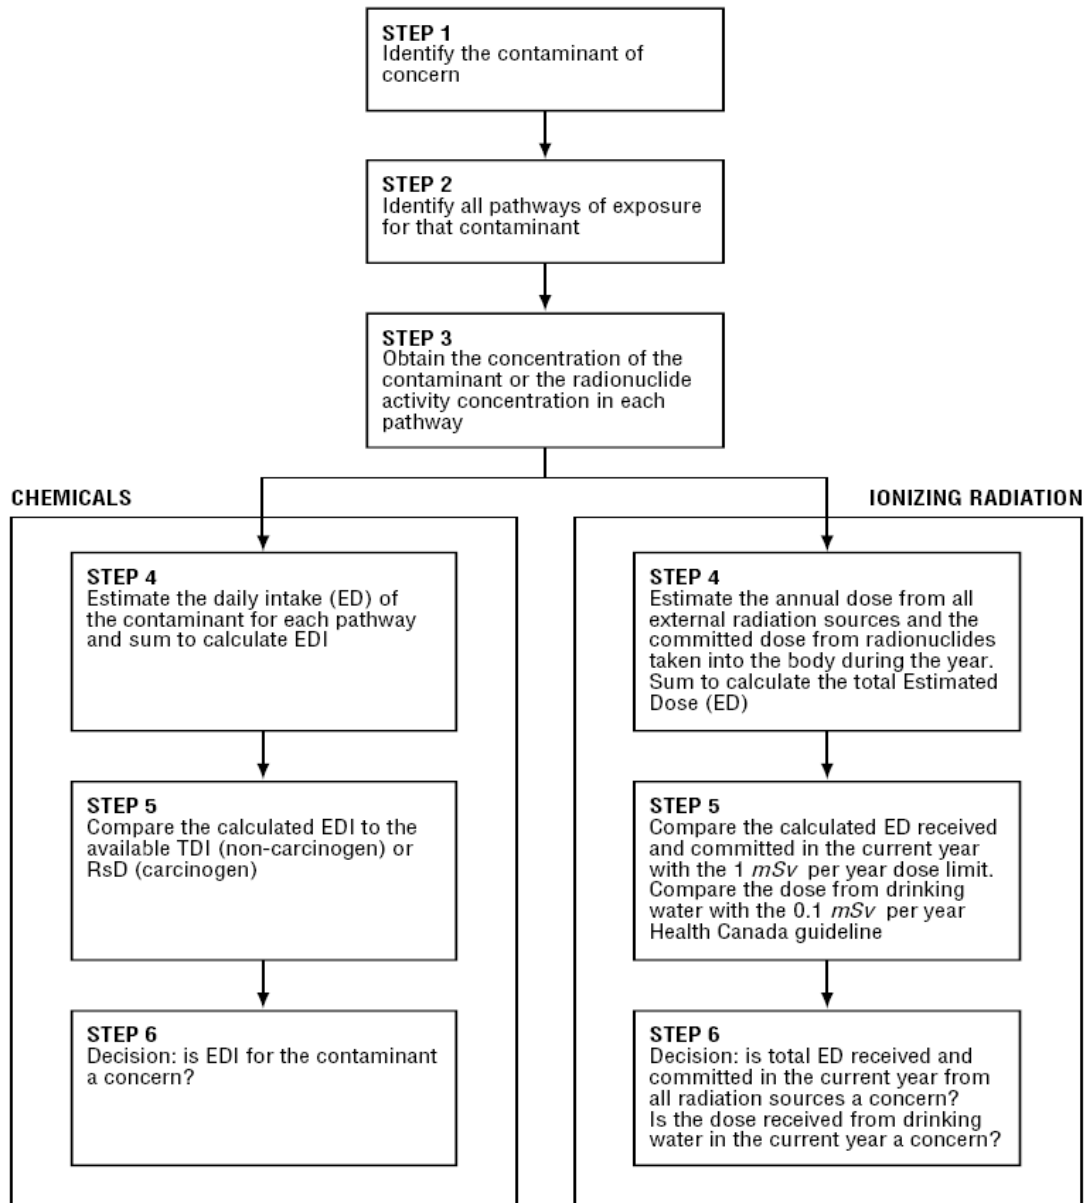 STEP 1
Identify the contaminant of
concern
STEP 2
Identify all pathways of exposure
for that contaminant
STEP 3
Obtain the concentration of the
contaminant or the radionuclide
activity concentration in each
pathway
CHEMICALS
STEP 4
Estimate the daily intake (ED) of
the contaminant for each pathway
and sum to calculate EDI
STEP 5
Compare the calculated EDI to the
available TDI (non-carcinogen) or
RsD (carcinogen)
STEP 6
Decision: is EDI for the contaminant
a concern?
IONIZING RADIATION
STEP 4
Estimate the annual dose from all
external radiation sources and the
committed dose from radionuclides
taken into the body during the year.
Sum to calculate the total Estimated
Dose (ED)
STEP 5
Compare the calculated ED received
and committed in the current year
with the 1 mSv per year dose limit.
Compare the dose from drinking
water with the 0.1 mSv per year
Health Canada guideline
STEP 6
Decision: is total ED received and
committed in the current year from
all radiation sources a concern?
Is the dose received from drinking
water in the current year a concern?